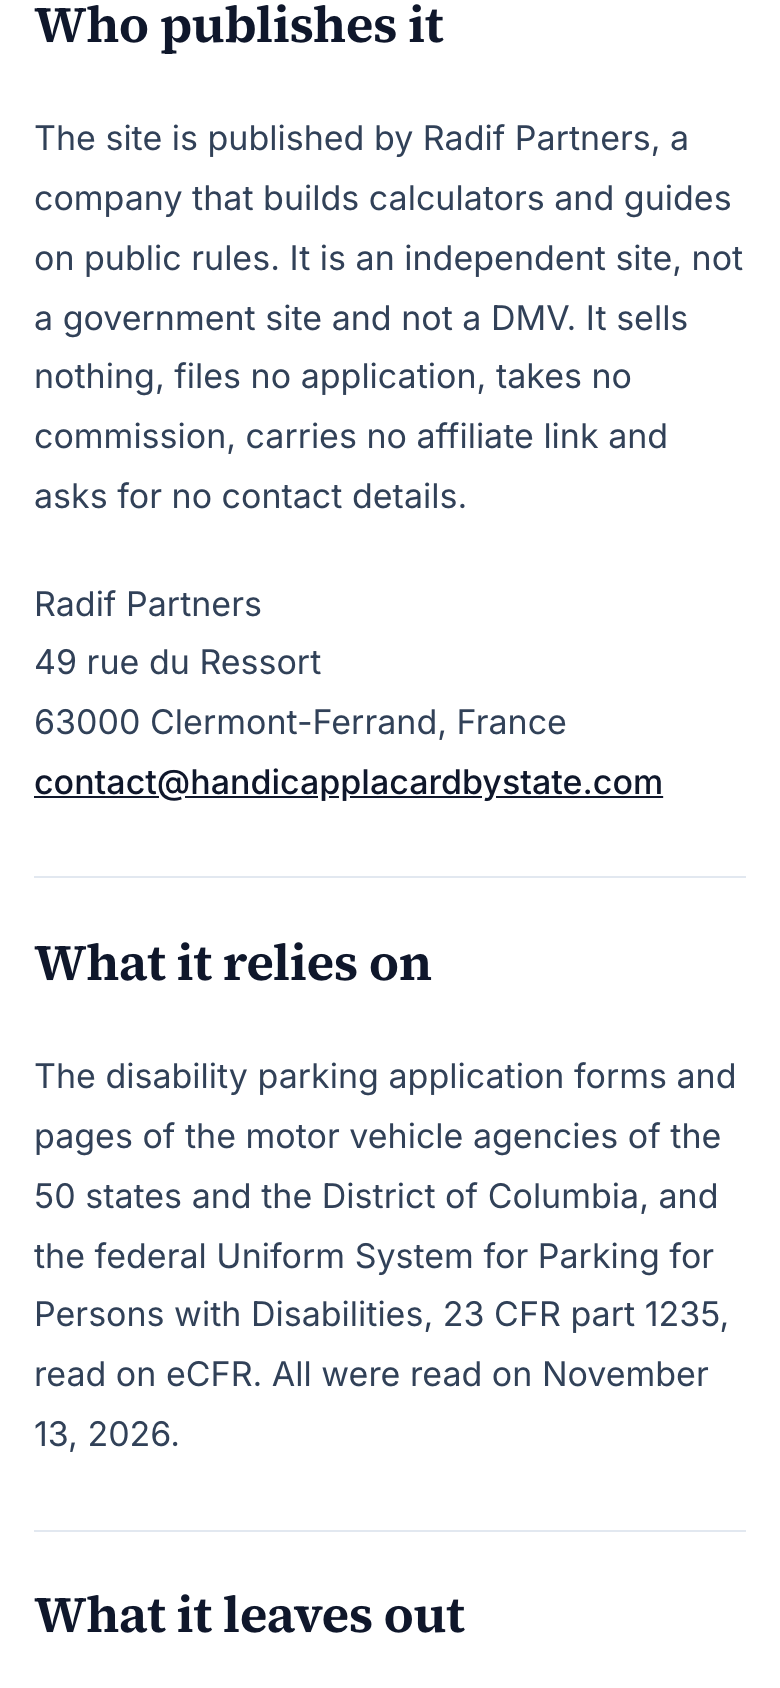 Who publishes it
The site is published by Radif Partners, a
company that builds calculators and guides
on public rules. It is an independent site, not
a government site and not a DMV. It sells
nothing, files no application, takes no
commission, carries no affiliate link and
asks for no contact details.
Radif Partners
49 rue du Ressort
63000 Clermont-Ferrand, France
contact@handicapplacardbystate.com
What it relies on
The disability parking application forms and
pages of the motor vehicle agencies of the
50 states and the District of Columbia, and
the federal Uniform System for Parking for
Persons with Disabilities, 23 CFR part 1235,
read on eCFR. All were read on November
13, 2026.
What it leaves out